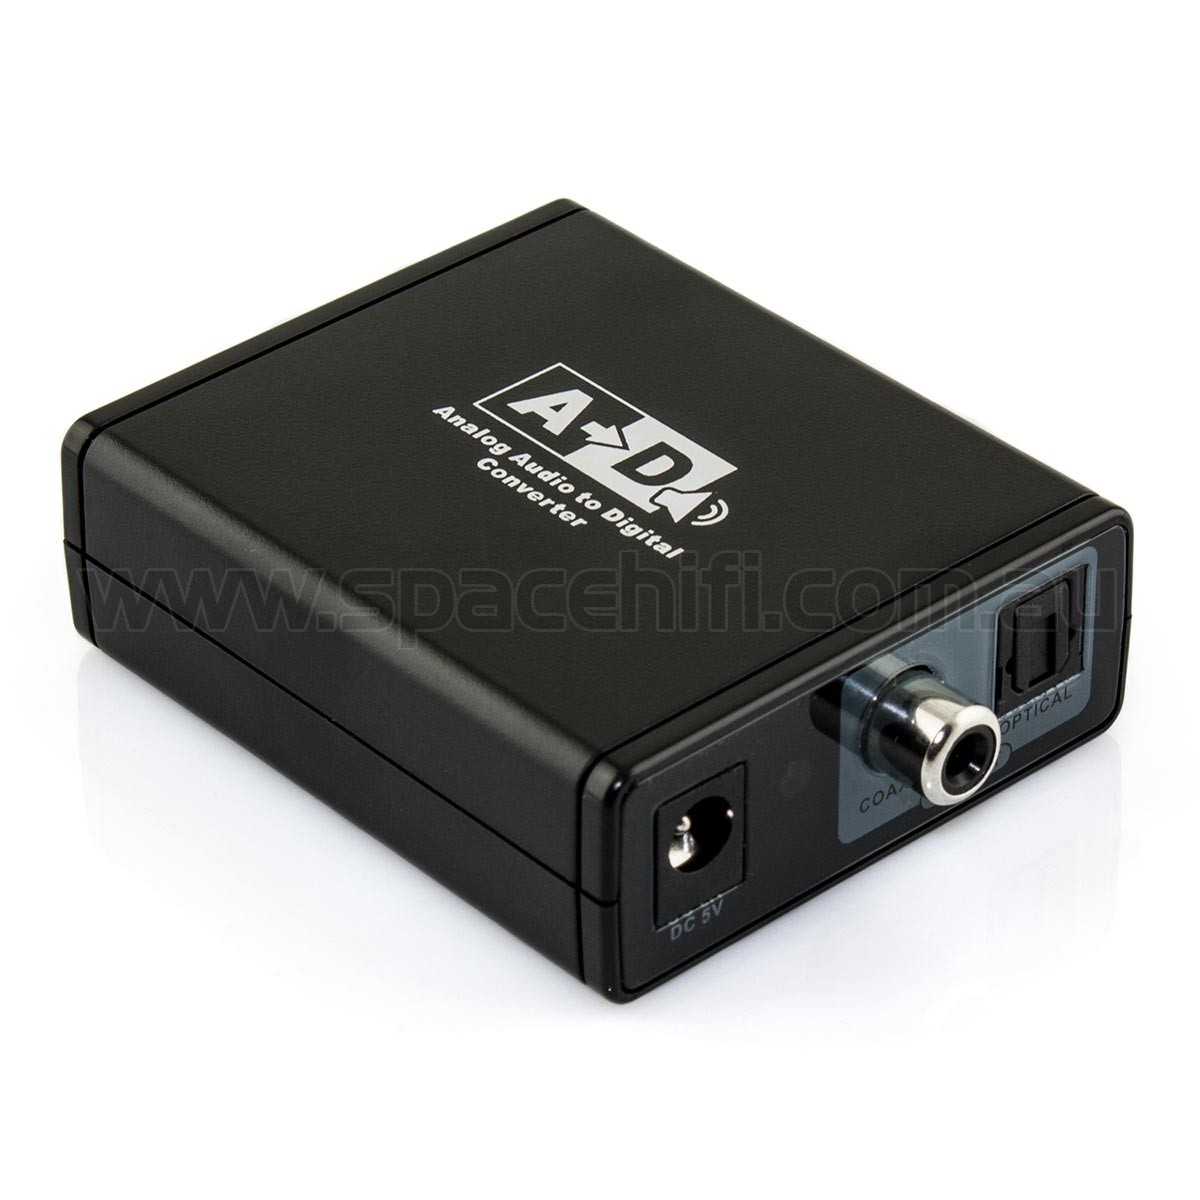 A→D
Analog Audio to Digital
Converter
www.spacehifi.com.au
OPTICAL
DC 5V